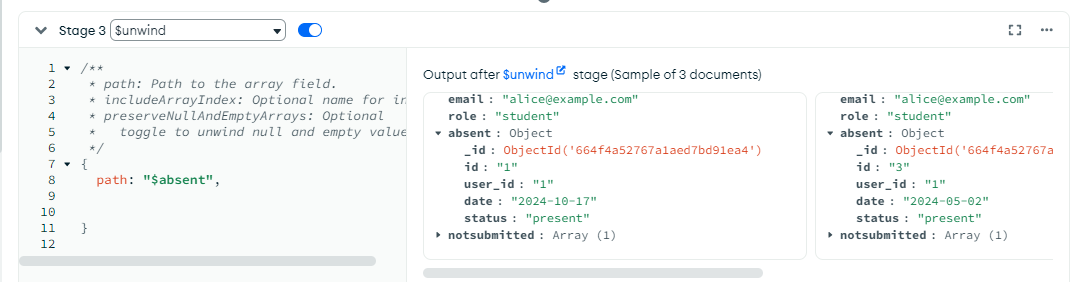 Stage 3 $unwind
1 /**
2 * path: Path to the array field.
3 * includeArrayIndex: Optional name for in
4 * preserveNullAndEmptyArrays: Optional
5 * toggle to unwind null and empty value
6 */
7 {
8 path: "$absent",
9
10
11 }
12
Output after $unwind stage (Sample of 3 documents)
email : "alice@example.com"
role : "student"
absent : Object
_id : ObjectId('664f4a52767a1aed7bd91ea4')
id : "1"
user_id : "1"
date : "2024-10-17"
status : "present"
notsubmitted : Array (1)
email : "alice@example.com"
role : "student"
absent : Object
_id : ObjectId('664f4a52767a
id : "3"
user_id : "1"
date : "2024-05-02"
status : "present"
notsubmitted : Array (1)